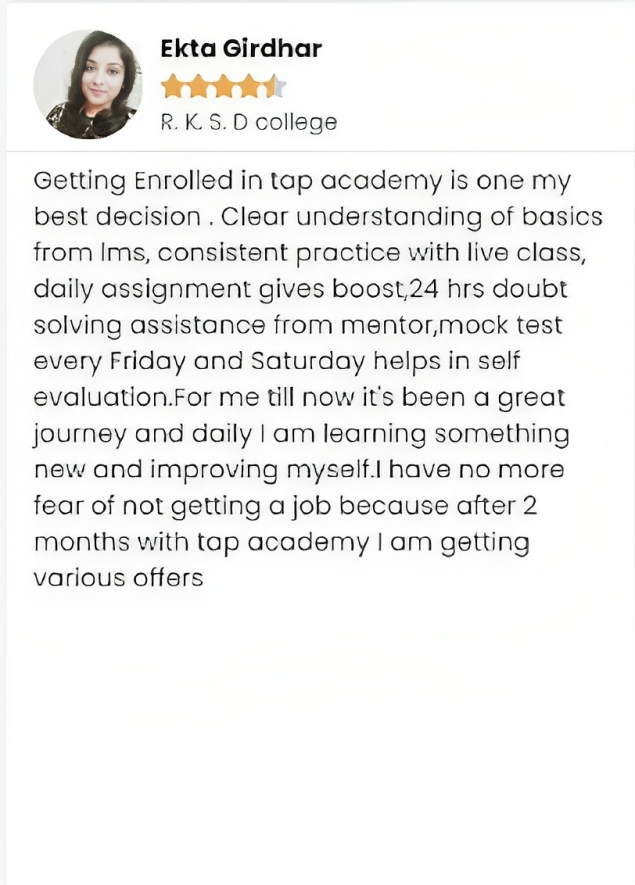 Ekta Girdhar
R. K. S. D college
Getting Enrolled in tap academy is one my
best decision . Clear understanding of basics
from lms, consistent practice with live class,
daily assignment gives boost,24 hrs doubt
solving assistance from mentor,mock test
every Friday and Saturday helps in self
evaluation.For me till now it's been a great
journey and daily I am learning something
new and improving myself.I have no more
fear of not getting a job because after 2
months with tap academy I am getting
various offers